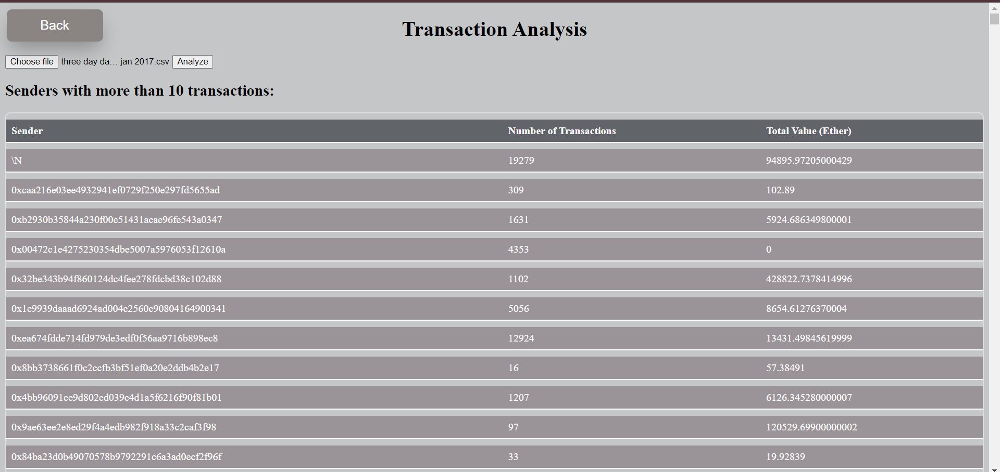 Back
Transaction Analysis
Choose file three day da... jan 2017.csv Analyze
Senders with more than 10 transactions:
Sender Number of Transactions Total Value (Ether)
\N 19279 94895.97205000429
0xcaa216e03ee4932941ef0729f250e297fd5655ad 309 102.89
0xb2930b35844a230f00e51431acae96fe543a0347 1631 5924.686349800001
0x00472c1e4275230354dbe5007a5976053f12610a 4353 0
0x32be343b94f860124dc4fee278fdcbd38c102d88 1102 428822.7378414996
0x1e9939daaad6924ad004c2560e90804164900341 5056 8654.61276370004
0xea674fdde714fd979de3edf0f56aa9716b898ec8 12924 13431.49845619999
0x8bb3738661f0c2ccfb3bf51ef0a20e2ddb4b2e17 16 57.38491
0x4bb96091ee9d802ed039c4d1a5f6216f90f81b01 1207 6126.345280000007
0x9ae63ee2e8ed29f4a4edb982f918a33c2caf3f98 97 120529.69900000002
0x84ba23d0b49070578b9792291c6a3ad0ecf2f96f 33 19.92839